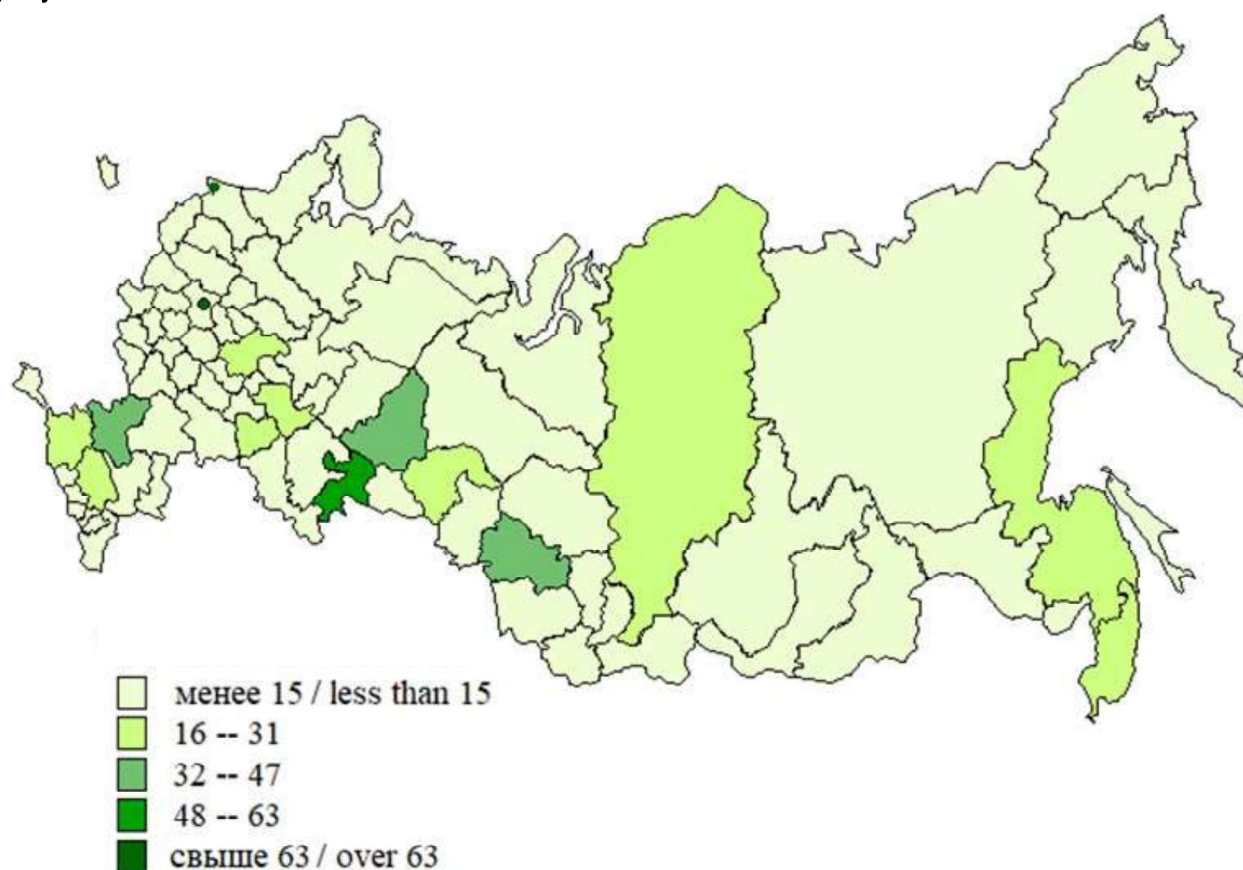 менее 15 / less than 15
16 -- 31
32 -- 47
48 -- 63
свыше 63 / over 63